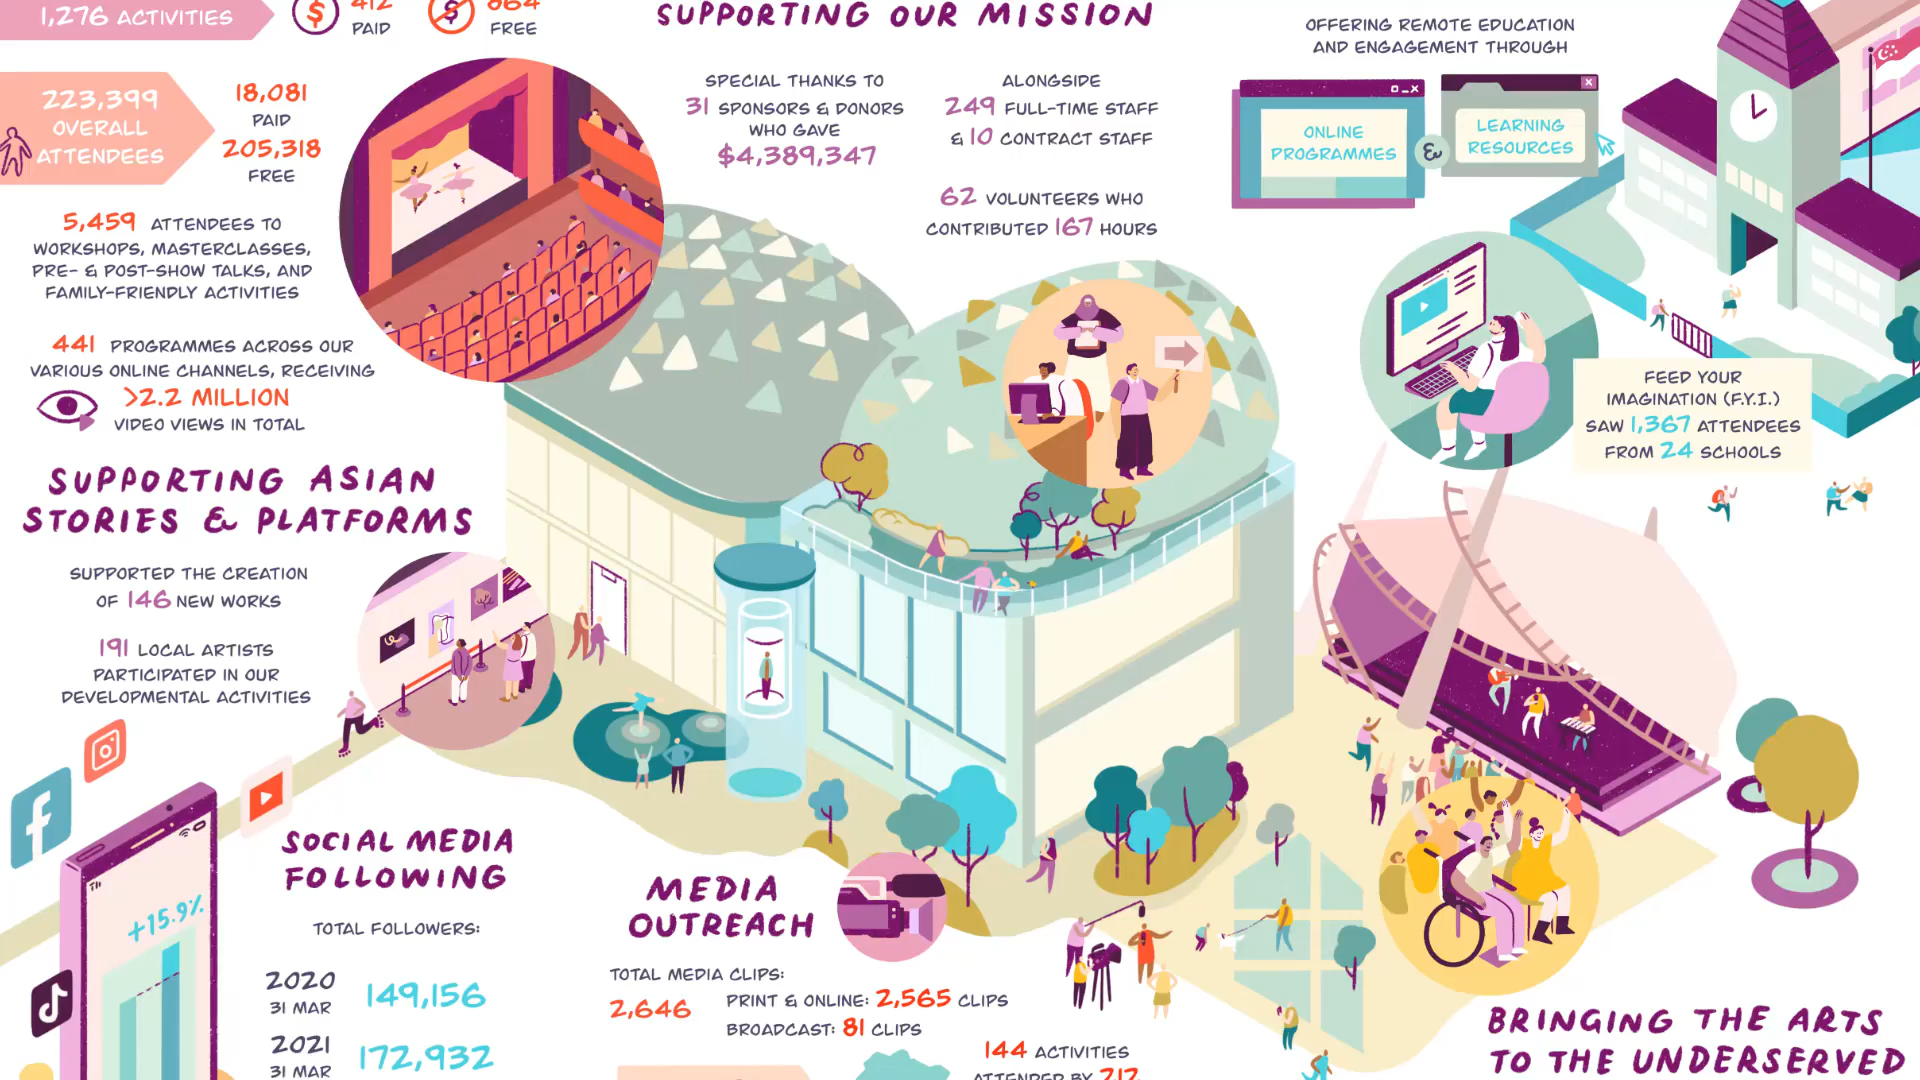 1,276 ACTIVITIES
412
PAID
864
FREE
223,399
OVERALL
ATTENDEES
18,081
PAID
205,318
FREE
5,459 ATTENDEES TO
WORKSHOPS, MASTERCLASSES,
PRE- & POST-SHOW TALKS, AND
FAMILY-FRIENDLY ACTIVITIES
441 PROGRAMMES ACROSS OUR
VARIOUS ONLINE CHANNELS, RECEIVING
>2.2 MILLION
VIDEO VIEWS IN TOTAL
SUPPORTING ASIAN
STORIES & PLATFORMS
SUPPORTED THE CREATION
OF 146 NEW WORKS
191 LOCAL ARTISTS
PARTICIPATED IN OUR
DEVELOPMENTAL ACTIVITIES
+15.9%
SOCIAL MEDIA
FOLLOWING
TOTAL FOLLOWERS:
2020
31 MAR
149,156
2021
31 MAR
172,932
SUPPORTING OUR MISSION
SPECIAL THANKS TO
31 SPONSORS & DONORS
WHO GAVE
$4,389,347
ALONGSIDE
249 FULL-TIME STAFF
& 10 CONTRACT STAFF
62 VOLUNTEERS WHO
CONTRIBUTED 167 HOURS
MEDIA
OUTREACH
TOTAL MEDIA CLIPS:
2,646
PRINT & ONLINE: 2,565 CLIPS
BROADCAST: 81 CLIPS
144 ACTIVITIES
ATTENDED BY 212
OFFERING REMOTE EDUCATION
AND ENGAGEMENT THROUGH
ONLINE
PROGRAMMES
&
LEARNING
RESOURCES
FEED YOUR
IMAGINATION (F.Y.I.)
SAW 1,367 ATTENDEES
FROM 24 SCHOOLS
BRINGING THE ARTS
TO THE UNDERSERVED